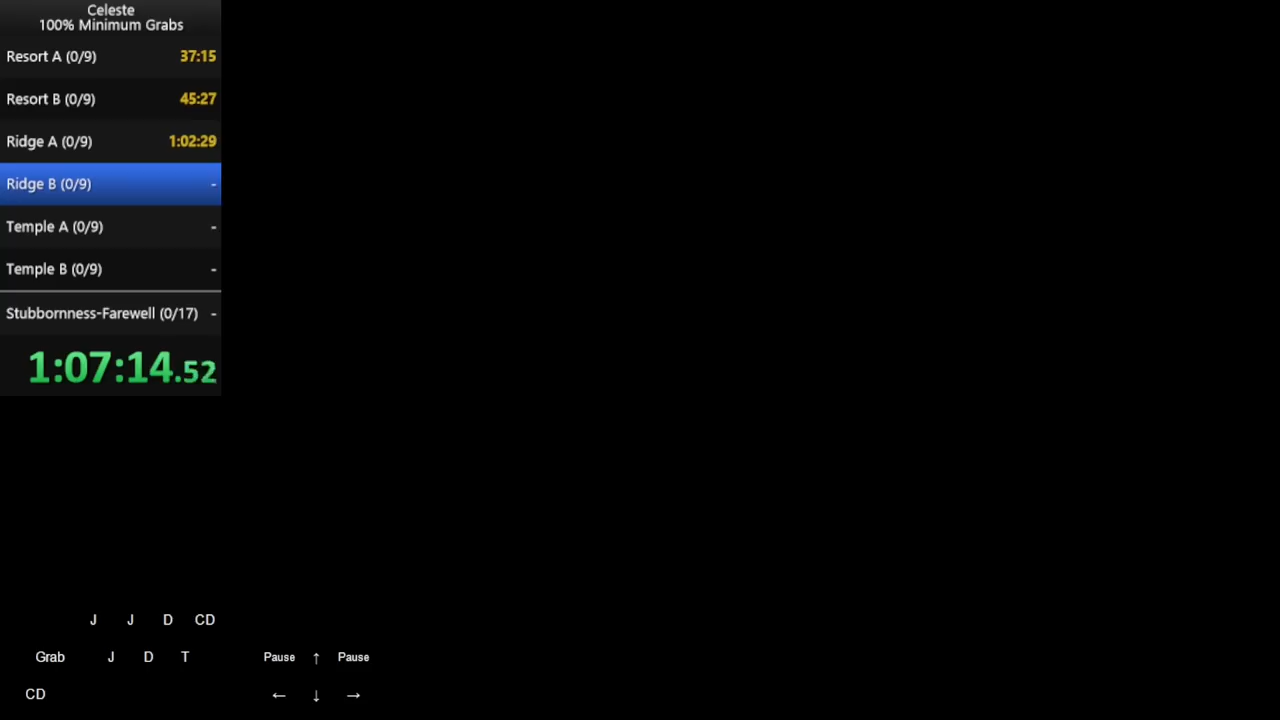 Celeste
100% Minimum Grabs
Resort A (0/9) 37:15
Resort B (0/9) 45:27
Ridge A (0/9) 1:02:29
Ridge B (0/9) -
Temple A (0/9) -
Temple B (0/9) -
Stubbornness-Farewell (0/17) -
1:07:14.52
J J D CD
Grab J D T Pause ↑ Pause
CD ← ↓ →